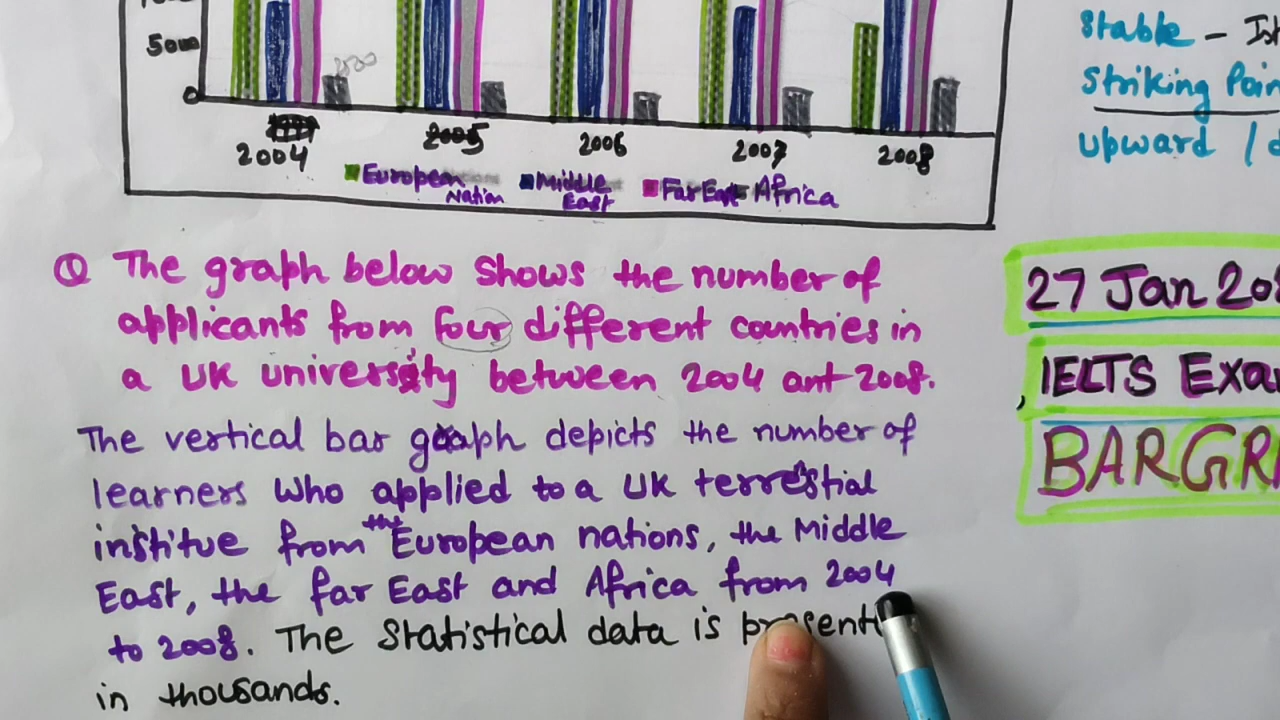 5000
0
2004
2005
2006
2007
2008
European Nation
Middle East
Far East
Africa
Stable -
Striking Poin
upward /
Q The graph below shows the number of
applicants from four different countries in
a UK university between 2004 ant 2008.
27 Jan 20
IELTS Exa
BARGR
The vertical bar graph depicts the number of
learners who applied to a UK terrestial
institue from the European nations, the Middle
East, the far East and Africa from 2004
to 2008. The statistical data is
in thousands.